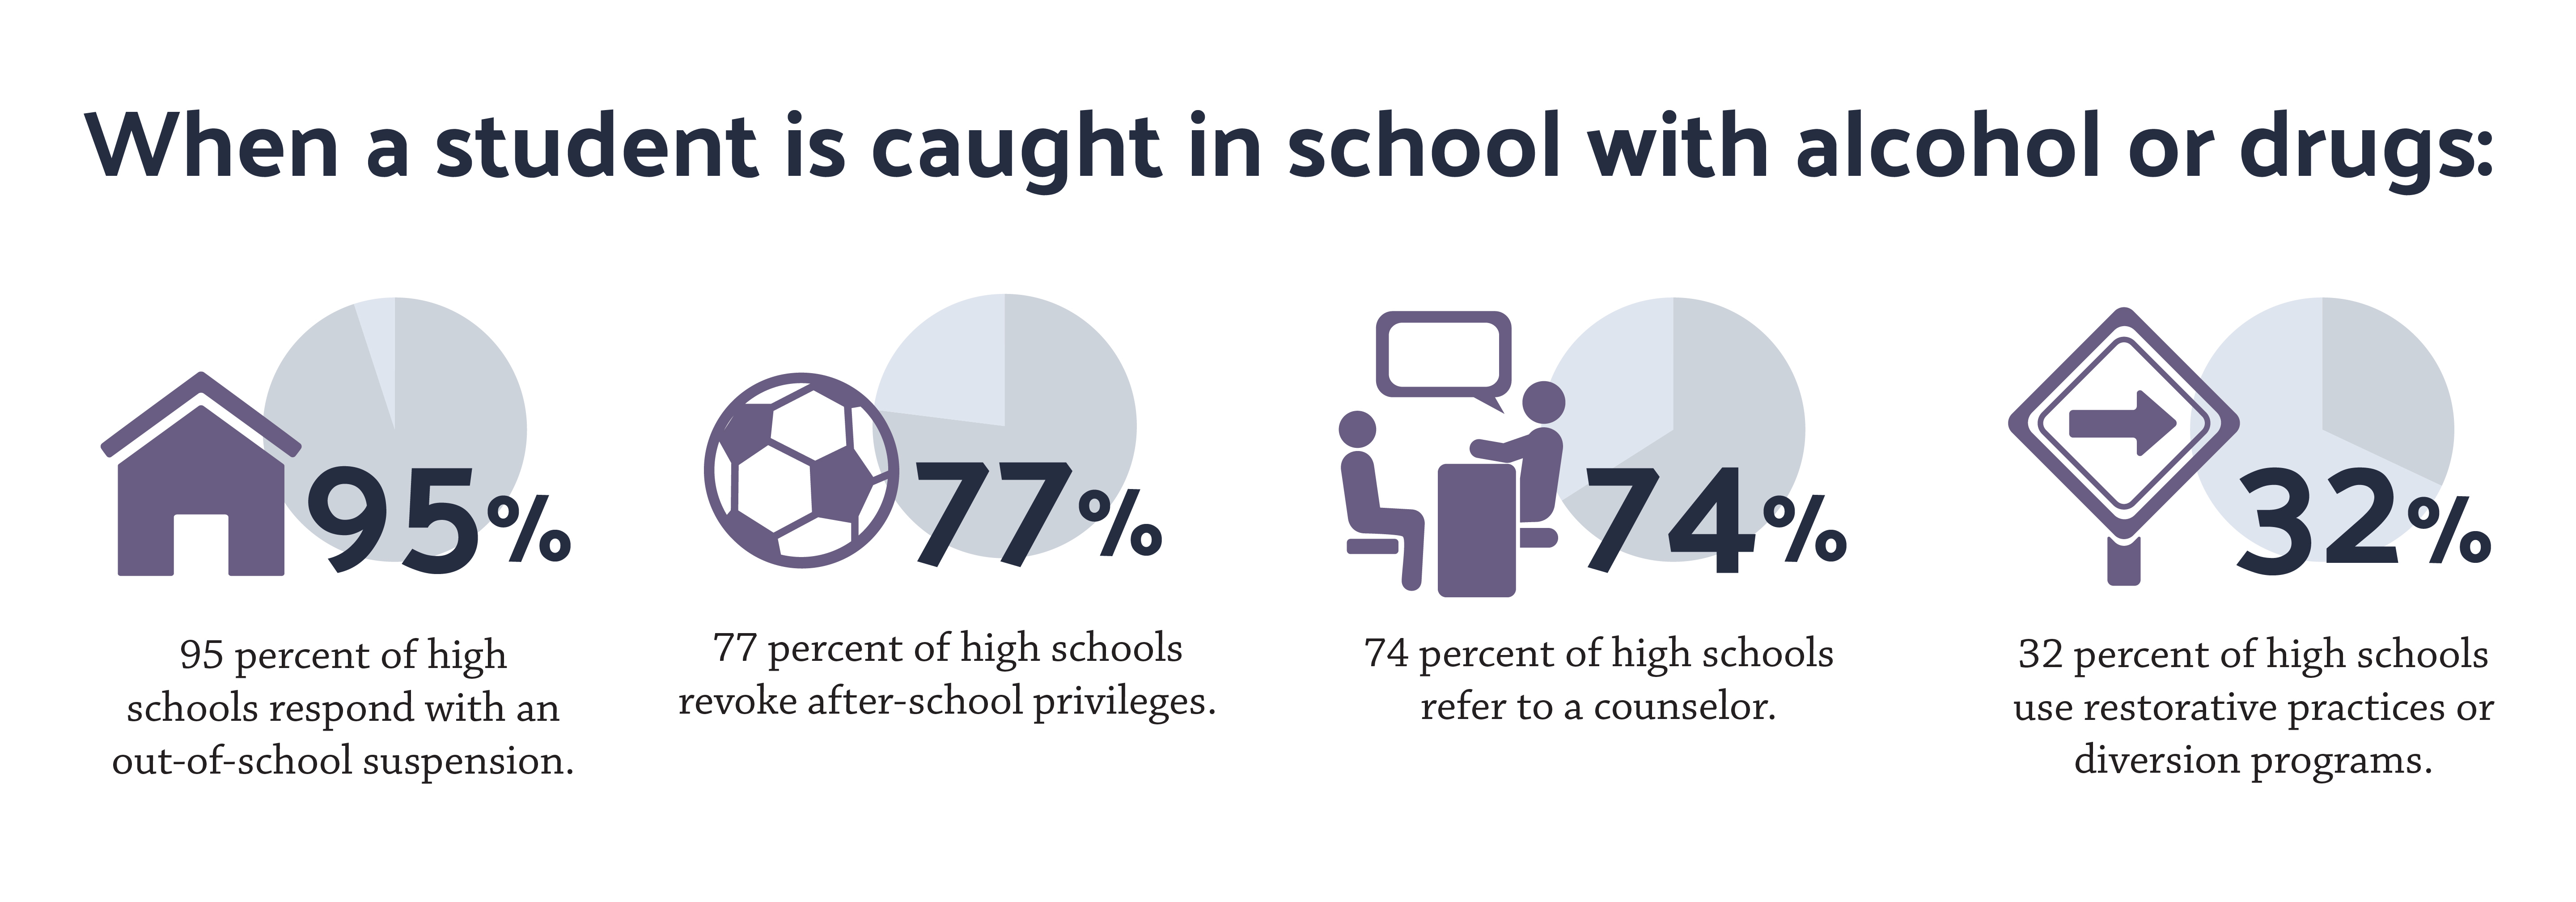 When a student is caught in school with alcohol or drugs:
95%
95 percent of high
schools respond with an
out-of-school suspension.
77%
77 percent of high schools
revoke after-school privileges.
74%
74 percent of high schools
refer to a counselor.
32%
32 percent of high schools
use restorative practices or
diversion programs.